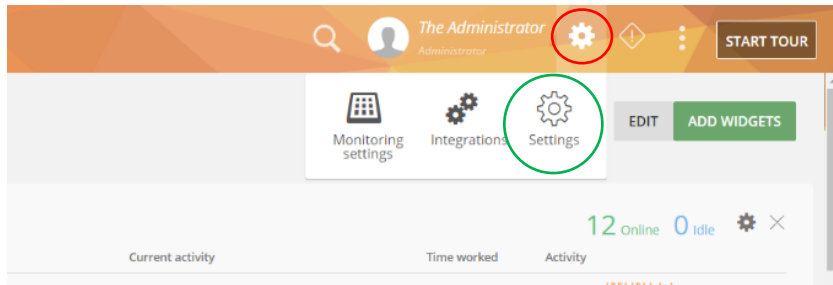 The Administrator
Administrator
START TOUR
Monitoring settings
Integrations
Settings
EDIT
ADD WIDGETS
12 Online 0 Idle
Current activity Time worked Activity